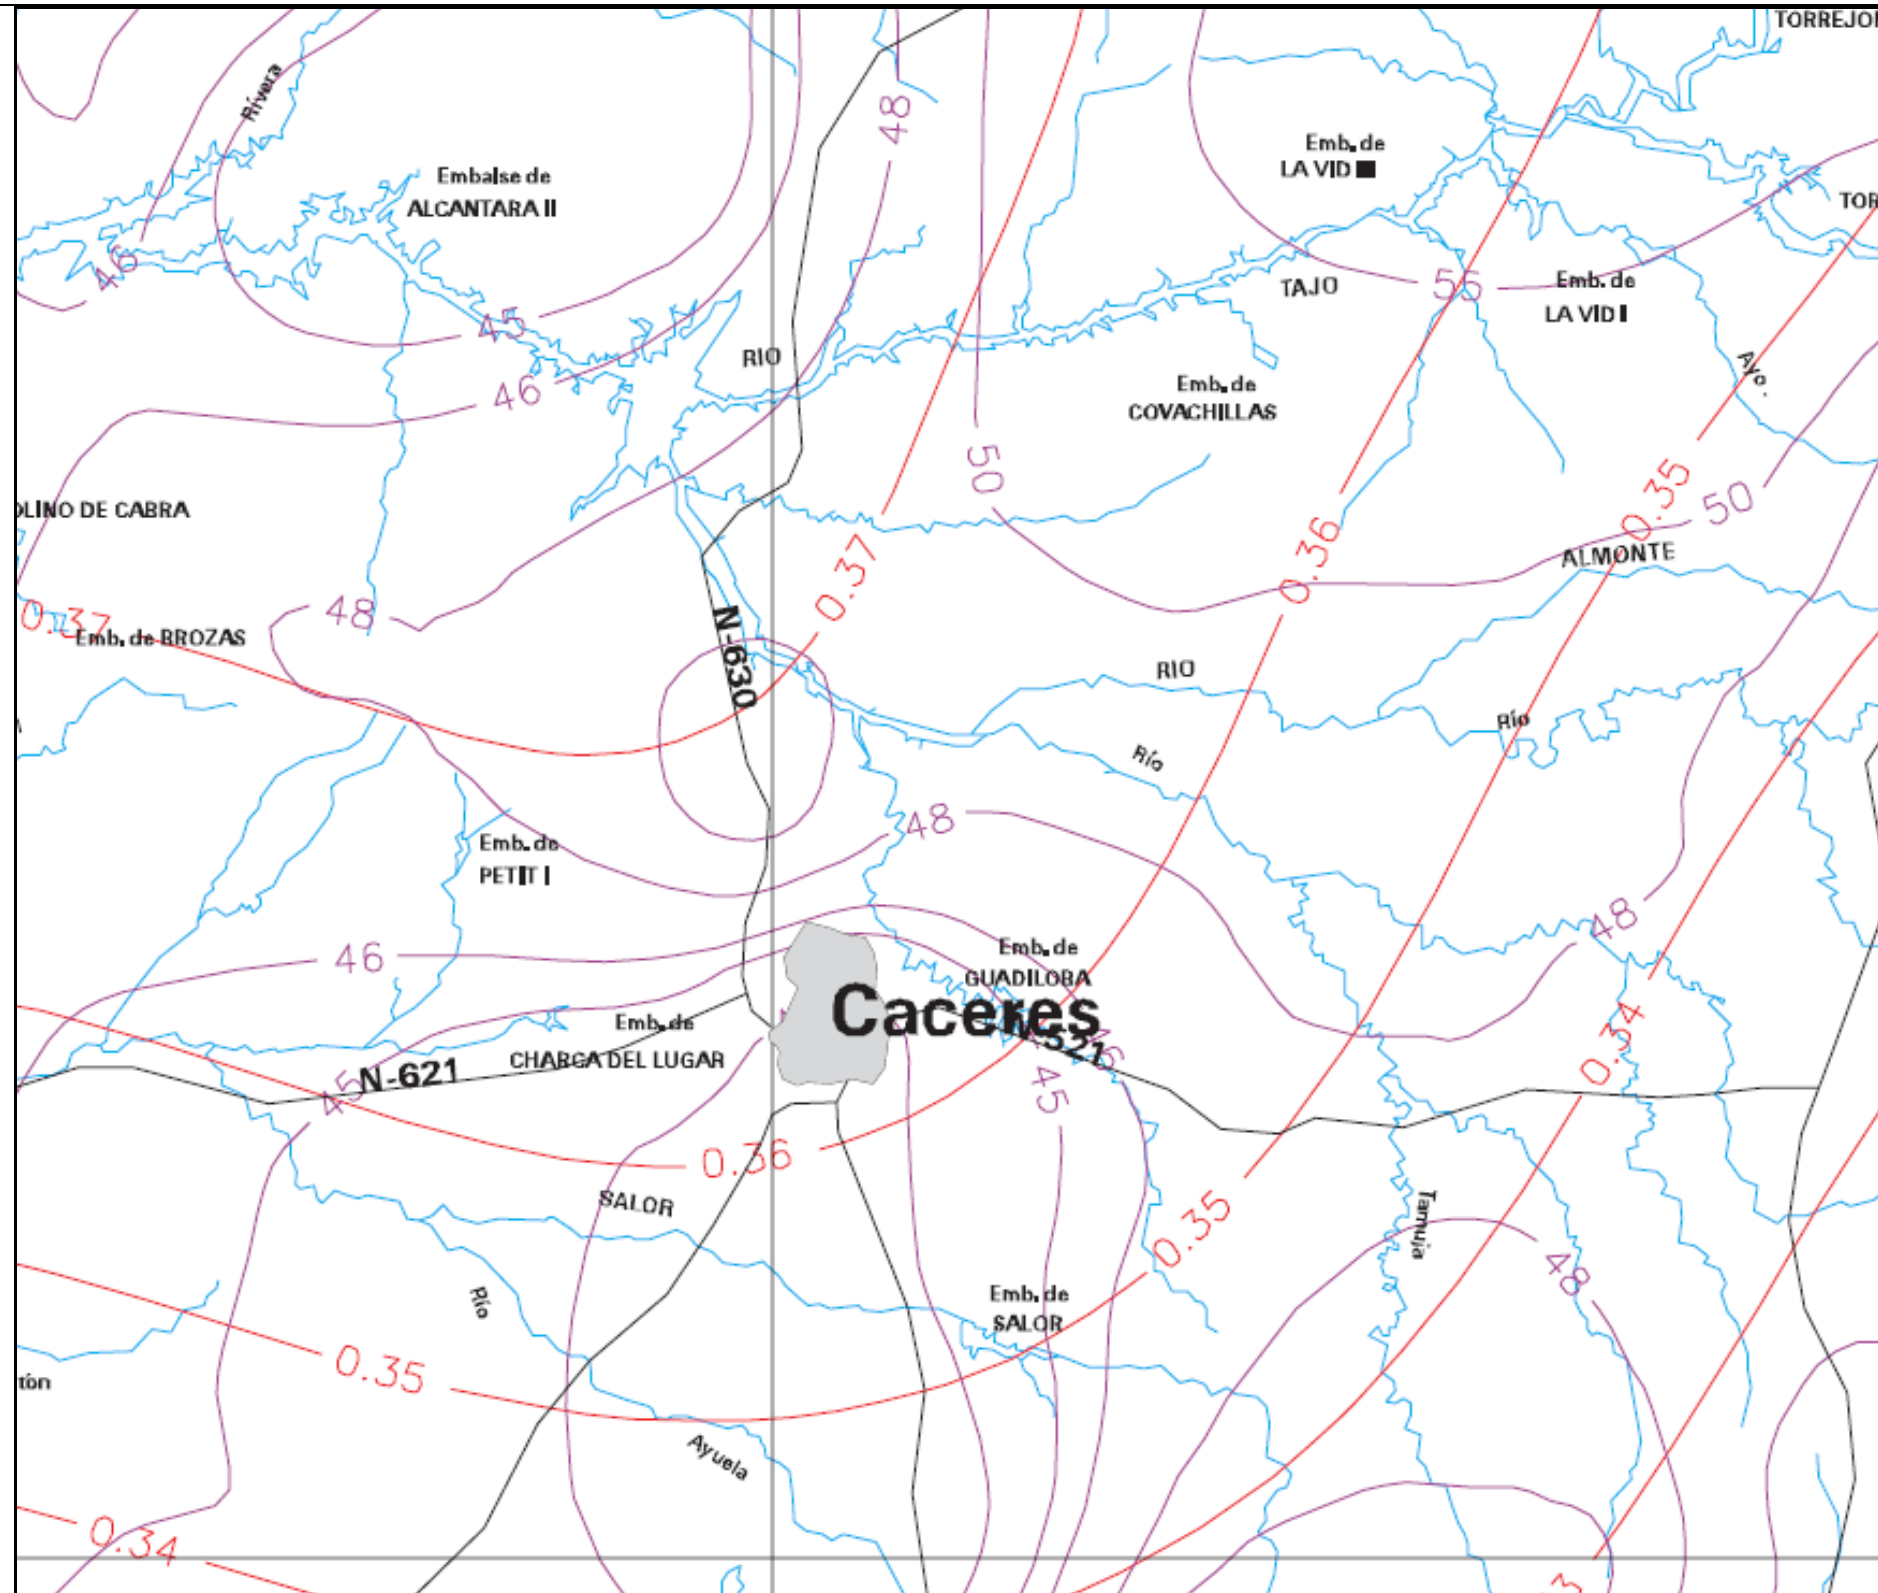 TORREJO
Rivera
48
Emb. de
LA VID
Embalse de
ALCANTARA II
TOR
46
55
Emb. de
LA VID I
TAJO
45
RIO
46
Emb. de
COVACHILLAS
Ayo.
50
0.35
50
OLINO DE CABRA
0.36
ALMONTE
0.37
48
0.37
Emb. de BROZAS
N-630
RIO
Río
Río
48
Emb. de
PETIT I
48
46
Emb. de
GUADILOBA
Caceres
Emb. de
CHARCA DEL LUGAR
N-621
-521
46
45
45
0.34
0.36
SALOR
0.35
Tamuja
48
Río
Emb. de
SALOR
0.35
tón
Ayuela
0.34
3